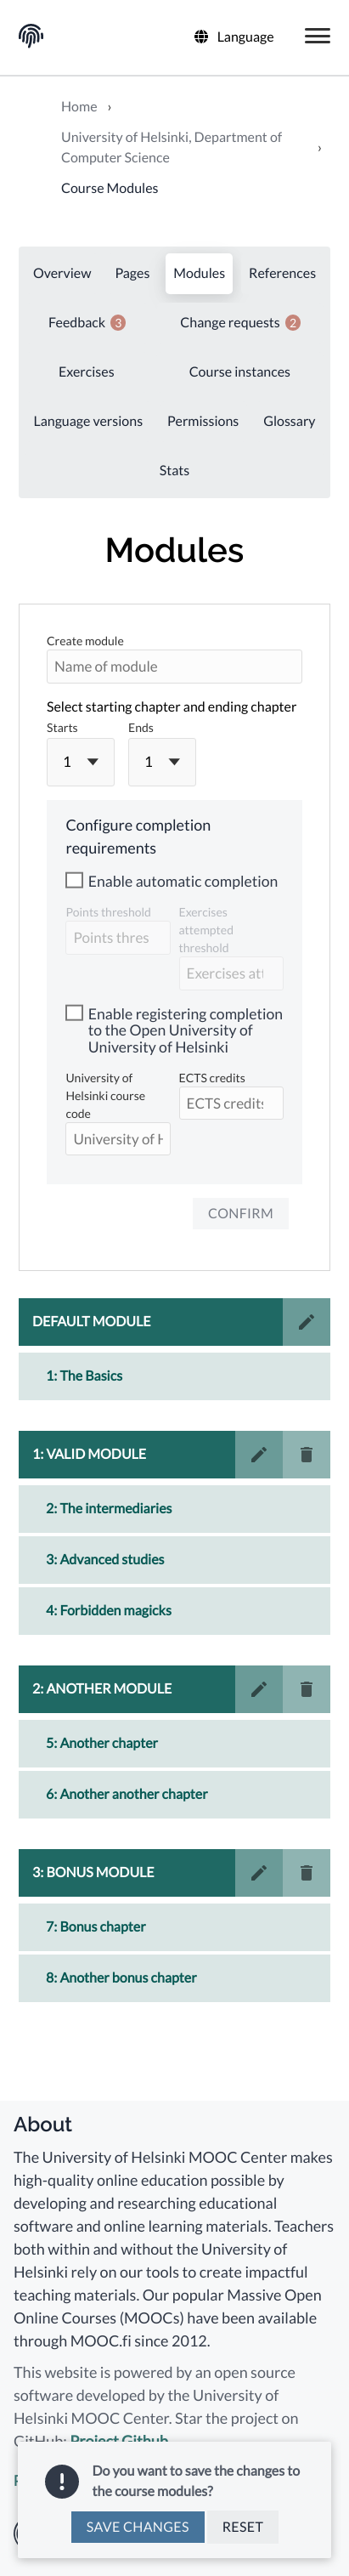 Language
Home ›
University of Helsinki, Department of
Computer Science ›
Course Modules
Overview Pages Modules References
Feedback 3 Change requests 2
Exercises Course instances
Language versions Permissions Glossary
Stats
Modules
Create module
Name of module
Select starting chapter and ending chapter
Starts Ends
1 1
Configure completion
requirements
Enable automatic completion
Points threshold
Points thres
Exercises
attempted
threshold
Exercises att
Enable registering completion
to the Open University of
University of Helsinki
University of
Helsinki course
code
University of H
ECTS credits
ECTS credits
CONFIRM
DEFAULT MODULE
1: The Basics
1: VALID MODULE
2: The intermediaries
3: Advanced studies
4: Forbidden magicks
2: ANOTHER MODULE
5: Another chapter
6: Another another chapter
3: BONUS MODULE
7: Bonus chapter
8: Another bonus chapter
About
The University of Helsinki MOOC Center makes
high-quality online education possible by
developing and researching educational
software and online learning materials. Teachers
both within and without the University of
Helsinki rely on our tools to create impactful
teaching materials. Our popular Massive Open
Online Courses (MOOCs) have been available
through MOOC.fi since 2012.
This website is powered by an open source
software developed by the University of
Helsinki MOOC Center. Star the project on
GitHub: Project Github
Do you want to save the changes to
the course modules?
SAVE CHANGES RESET